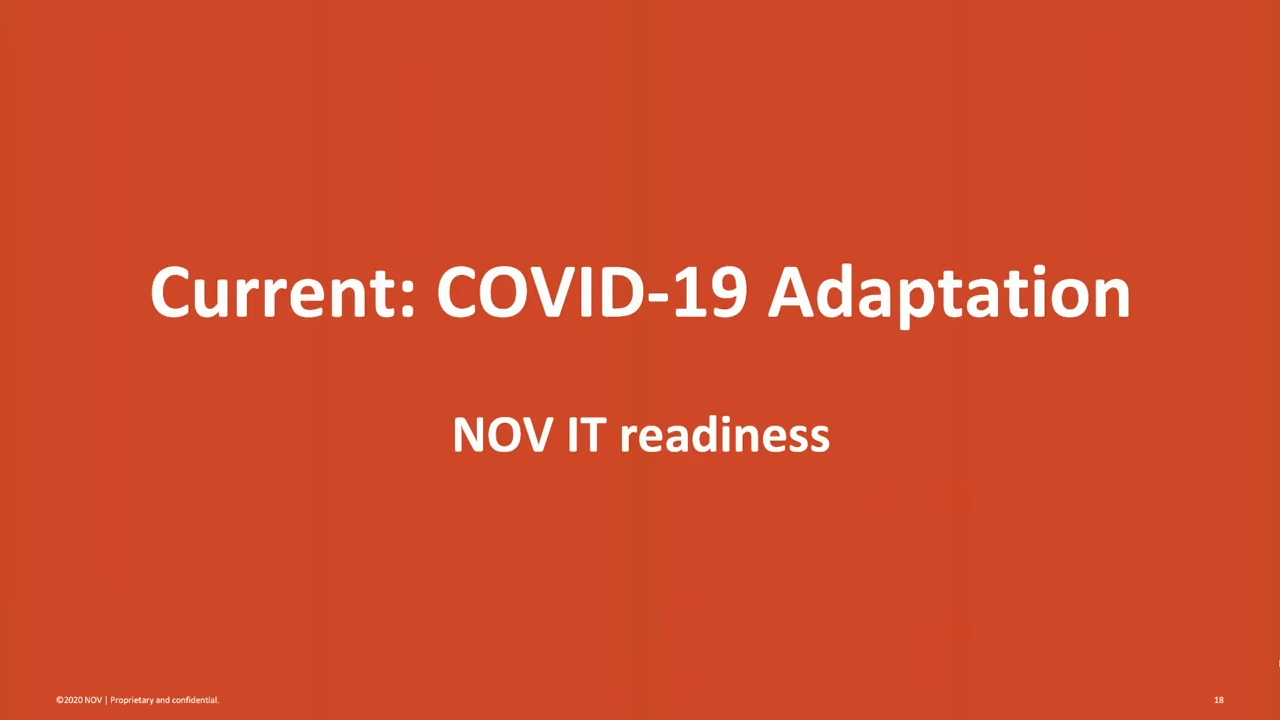 Current: COVID-19 Adaptation
NOV IT readiness
©2020 NOV | Proprietary and confidential.
18